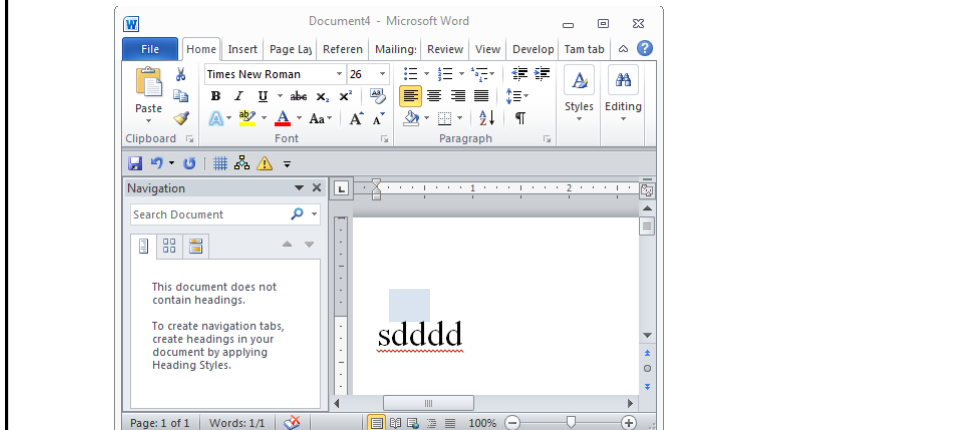 Document4 - Microsoft Word
File Home Insert Page Lay Referen Mailing: Review View Develop Tam tab
Times New Roman 26
Paste B I U abc x₂ x² Styles Editing
Aa A A
Clipboard Font Paragraph
Navigation
1 2
Search Document
This document does not
contain headings.
To create navigation tabs,
create headings in your
document by applying
Heading Styles.
sdddd
Page: 1 of 1 Words: 1/1 100%